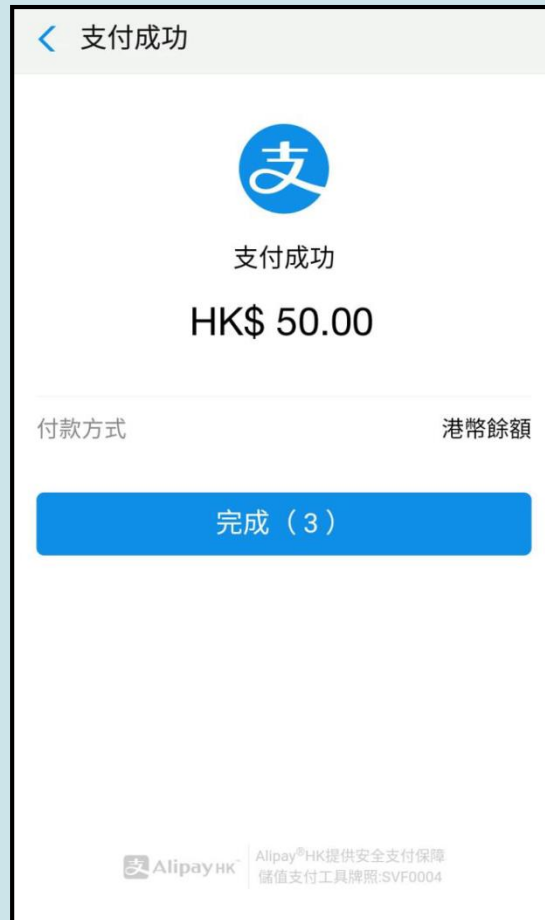 支付成功
支
支付成功
HK$ 50.00
付款方式 港幣餘額
完成（3）
支 Alipay HK™
Alipay®HK提供安全支付保障
儲值支付工具牌照:SVF0004